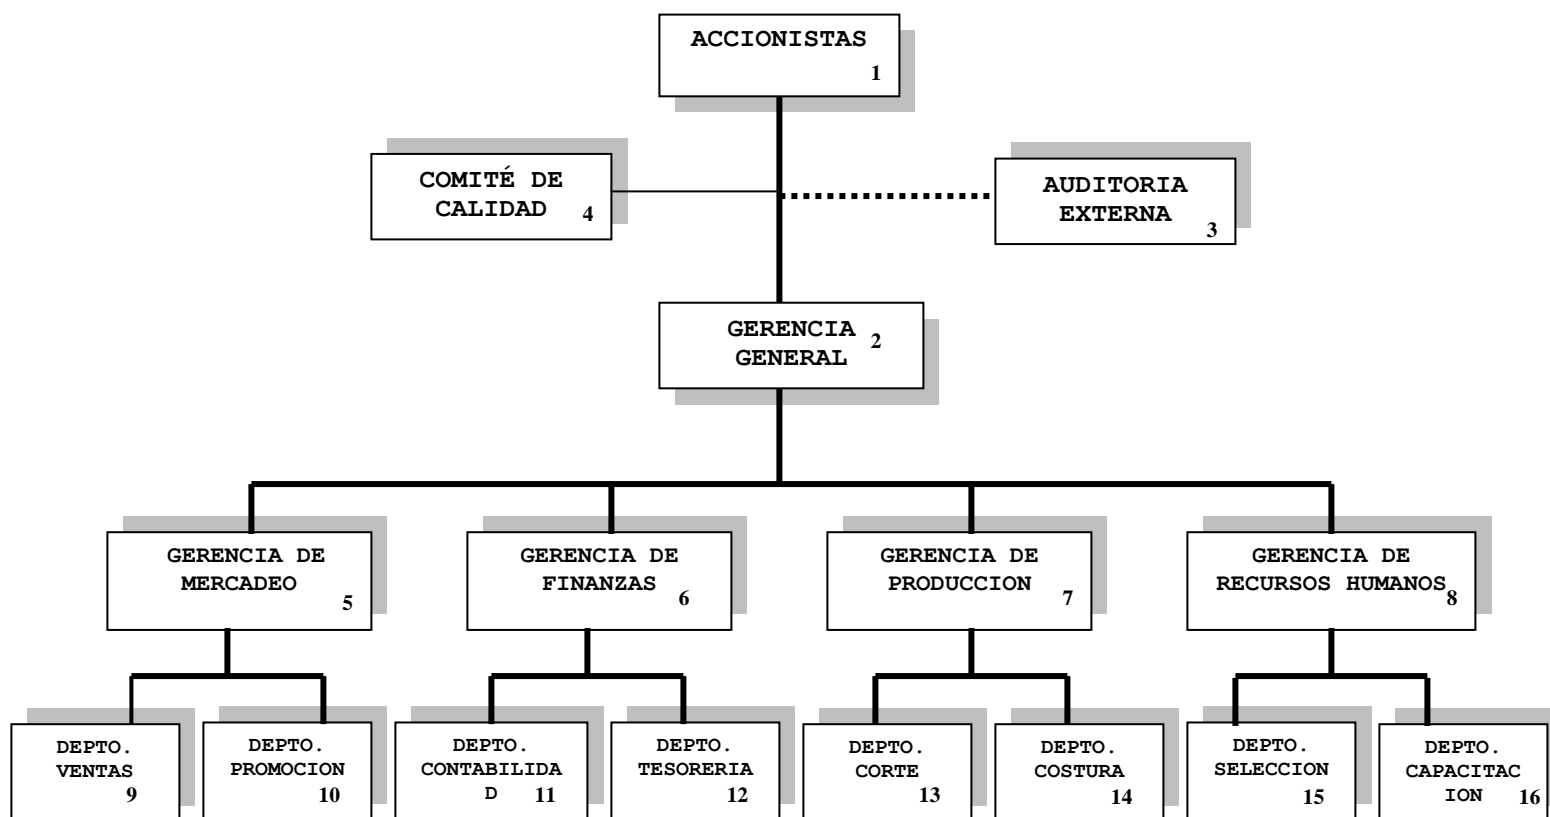 ACCIONISTAS
1
COMITÉ DE
CALIDAD 4
AUDITORIA
EXTERNA
3
GERENCIA 2
GENERAL
GERENCIA DE
MERCADEO
5
GERENCIA DE
FINANZAS
6
GERENCIA DE
PRODUCCION
7
GERENCIA DE
RECURSOS HUMANOS
8
DEPTO.
VENTAS
9
DEPTO.
PROMOCION
10
DEPTO.
CONTABILIDA
D 11
DEPTO.
TESORERIA
12
DEPTO.
CORTE
13
DEPTO.
COSTURA
14
DEPTO.
SELECCION
15
DEPTO.
CAPACITAC
ION 16